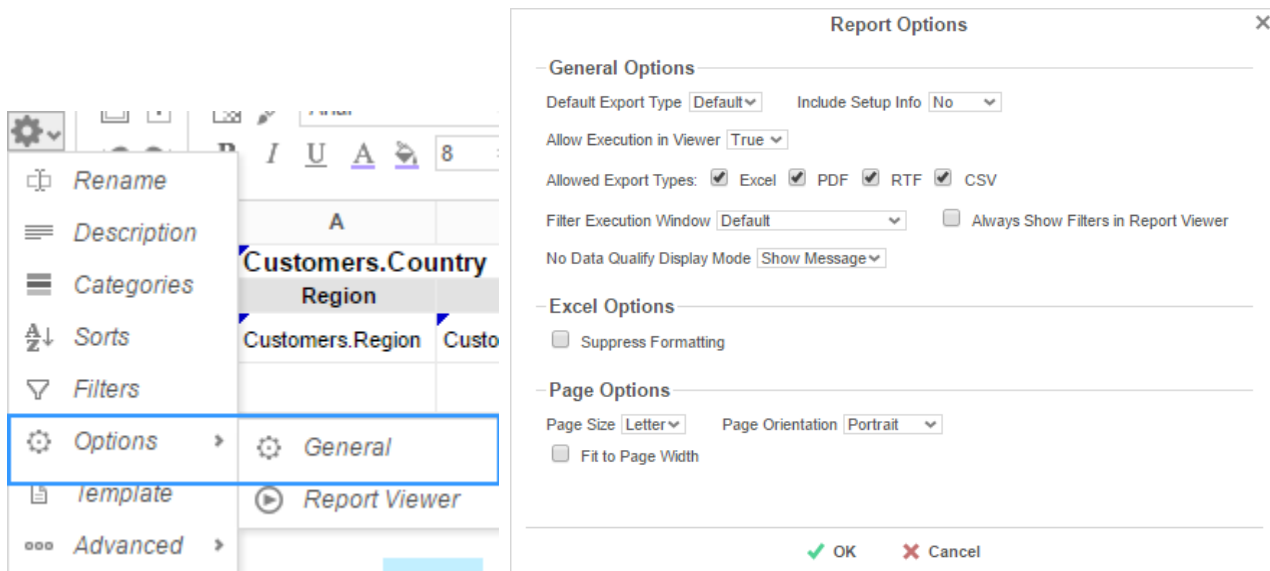 Rename
Description
Categories
Sorts
Filters
Options
Template
Advanced
General
Report Viewer
B I U A 8
A
Customers.Country
Region
Customers.Region Custo
Report Options
General Options
Default Export Type Default Include Setup Info No
Allow Execution in Viewer True
Allowed Export Types: Excel PDF RTF CSV
Filter Execution Window Default Always Show Filters in Report Viewer
No Data Qualify Display Mode Show Message
Excel Options
Suppress Formatting
Page Options
Page Size Letter Page Orientation Portrait
Fit to Page Width
OK Cancel